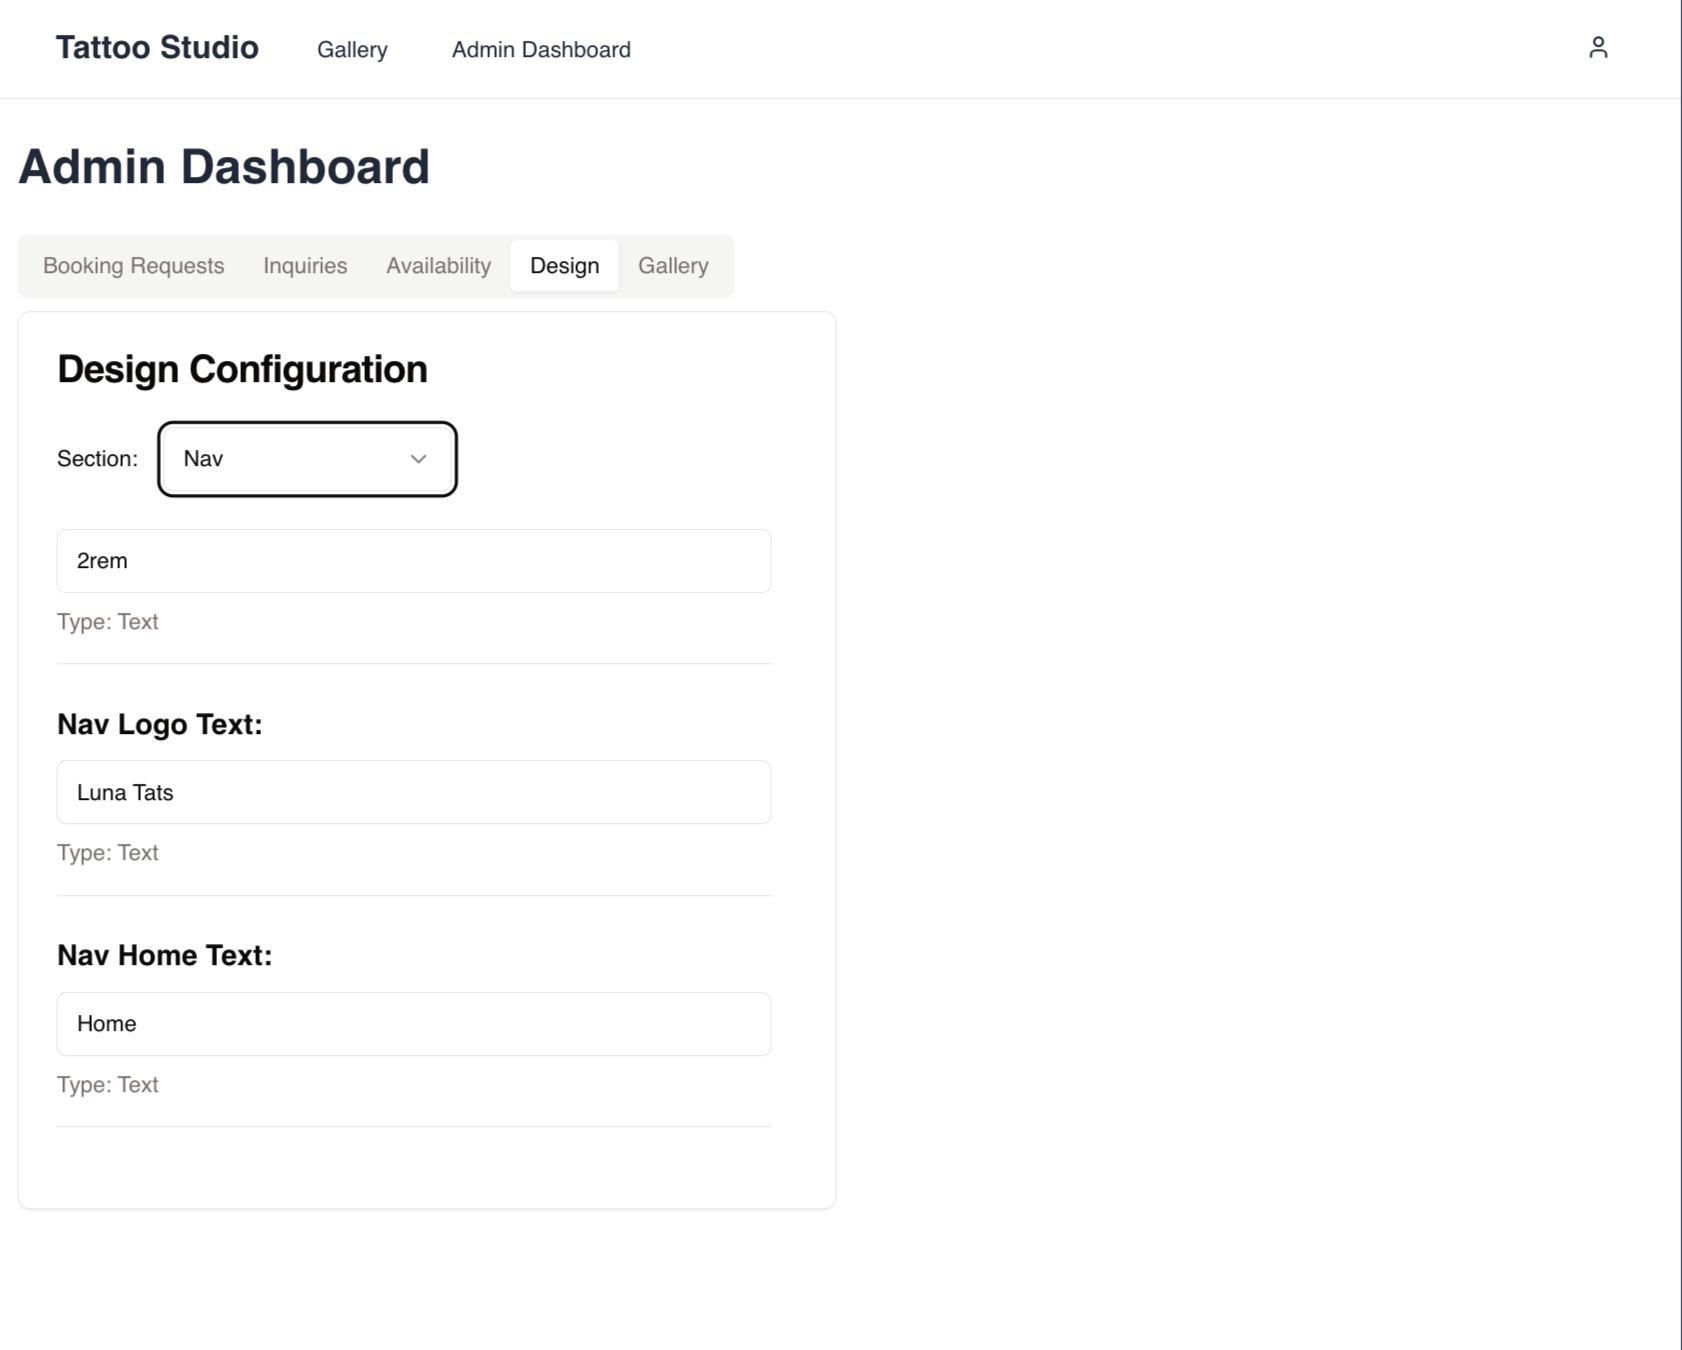 Tattoo Studio Gallery Admin Dashboard
Admin Dashboard
Booking Requests Inquiries Availability Design Gallery
Design Configuration
Section: Nav
2rem
Type: Text
Nav Logo Text:
Luna Tats
Type: Text
Nav Home Text:
Home
Type: Text